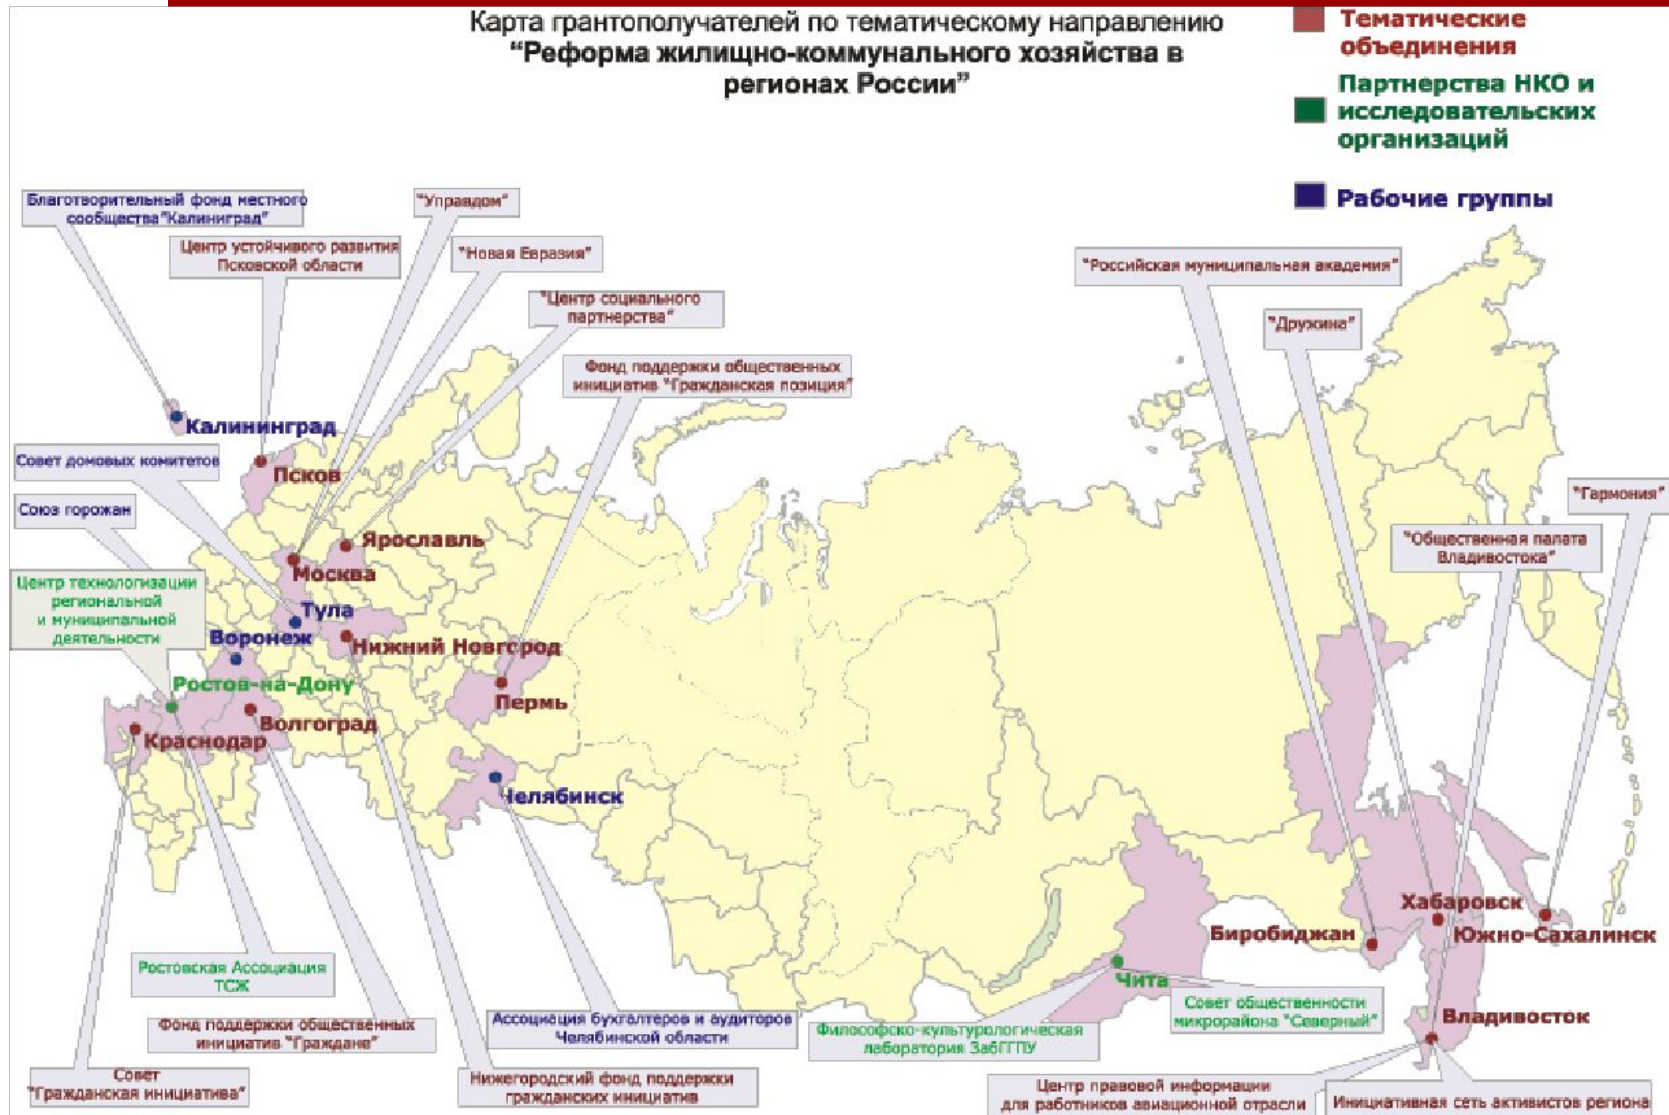 Карта грантополучателей по тематическому направлению
“Реформа жилищно-коммунального хозяйства в
регионах России”
Тематические
объединения
Партнерства НКО и
исследовательских
организаций
Рабочие группы
Благотворительный фонд местного
сообщества "Калиниград"
Центр устойчивого развития
Псковской области
"Управдом"
"Новая Евразия"
"Центр социального
партнерства"
Фонд поддержки общественных
инициатив "Гражданская позиция"
"Российская муниципальная академия"
"Дружина"
"Гармония"
"Общественная палата
Владивостока"
Калининград
Совет домовых комитетов
Псков
Союз горожан
Ярославль
Москва
Центр технологизации
региональной
и муниципальной
деятельности
Тула
Воронеж
Нижний Новгород
Ростов-на-Дону
Пермь
Волгоград
Краснодар
Челябинск
Хабаровск
Биробиджан
Южно-Сахалинск
Чита
Владивосток
Ростовская Ассоциация
ТСЖ
Фонд поддержки общественных
инициатив "Граждане"
Совет
"Гражданская инициатива"
Ассоциация бухгалтеров и аудиторов
Челябинской области
Нижегородский фонд поддержки
гражданских инициатив
Философско-культурологическая
лаборатория ЗабГГПУ
Совет общественности
микрорайона "Северный"
Центр правовой информации
для работников авиационной отрасли
Инициативная сеть активистов региона